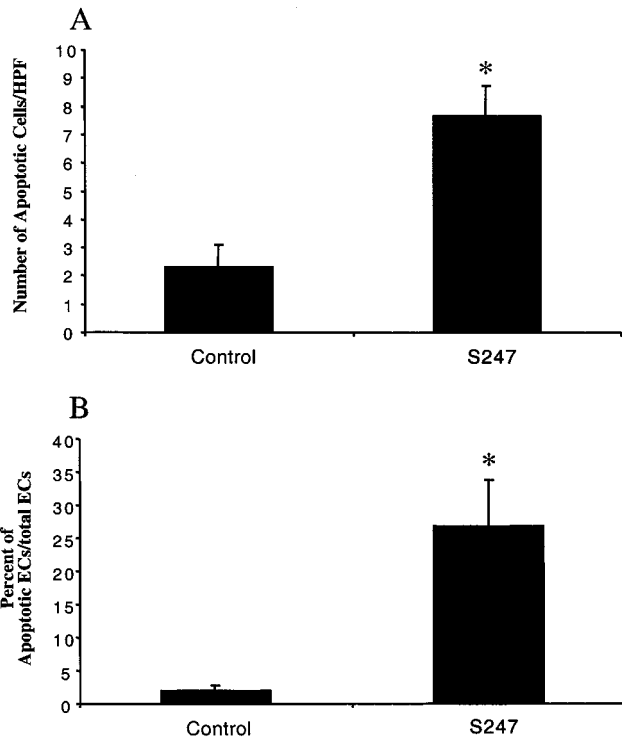 A
Number of Apoptotic Cells/HPF
10
9
8
7
6
5
4
3
2
1
0
*
Control
S247
B
Percent of
Apoptotic ECs/total ECs
40
35
30
25
20
15
10
5
0
*
Control
S247